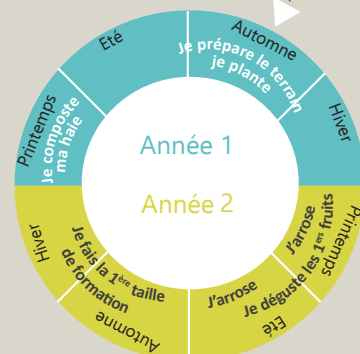 Automne
Je prépare le terrain
je plante
Hiver
Printemps
J'arrose
Je déguste les 1ers fruits
Eté
J'arrose
Automne
Je fais la 1ère taille
de formation
Hiver
Printemps
Je composte
ma haie
Eté
Année 1
Année 2